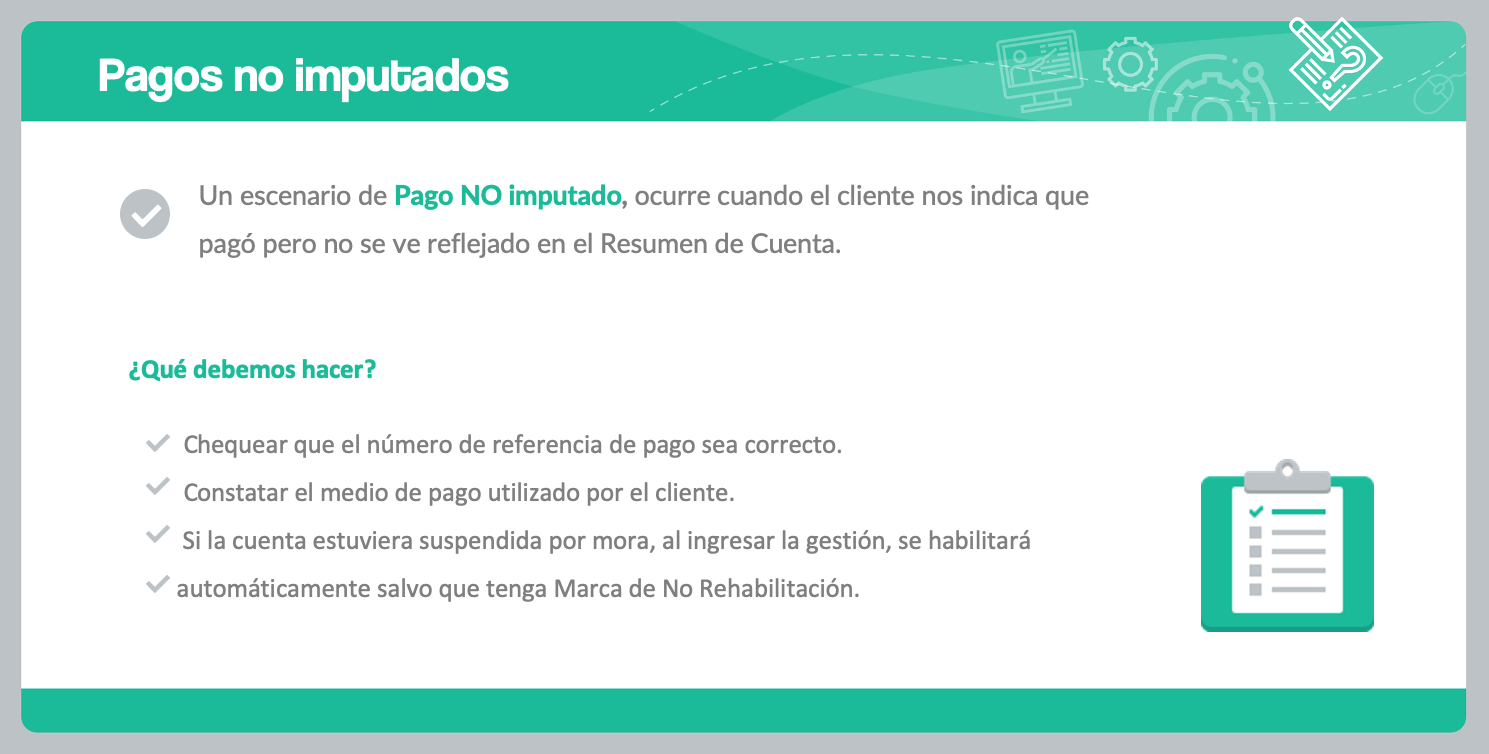 Pagos no imputados
Un escenario de Pago NO imputado, ocurre cuando el cliente nos indica que
pagó pero no se ve reflejado en el Resumen de Cuenta.
¿Qué debemos hacer?
Chequear que el número de referencia de pago sea correcto.
Constatar el medio de pago utilizado por el cliente.
Si la cuenta estuviera suspendida por mora, al ingresar la gestión, se habilitará
automáticamente salvo que tenga Marca de No Rehabilitación.